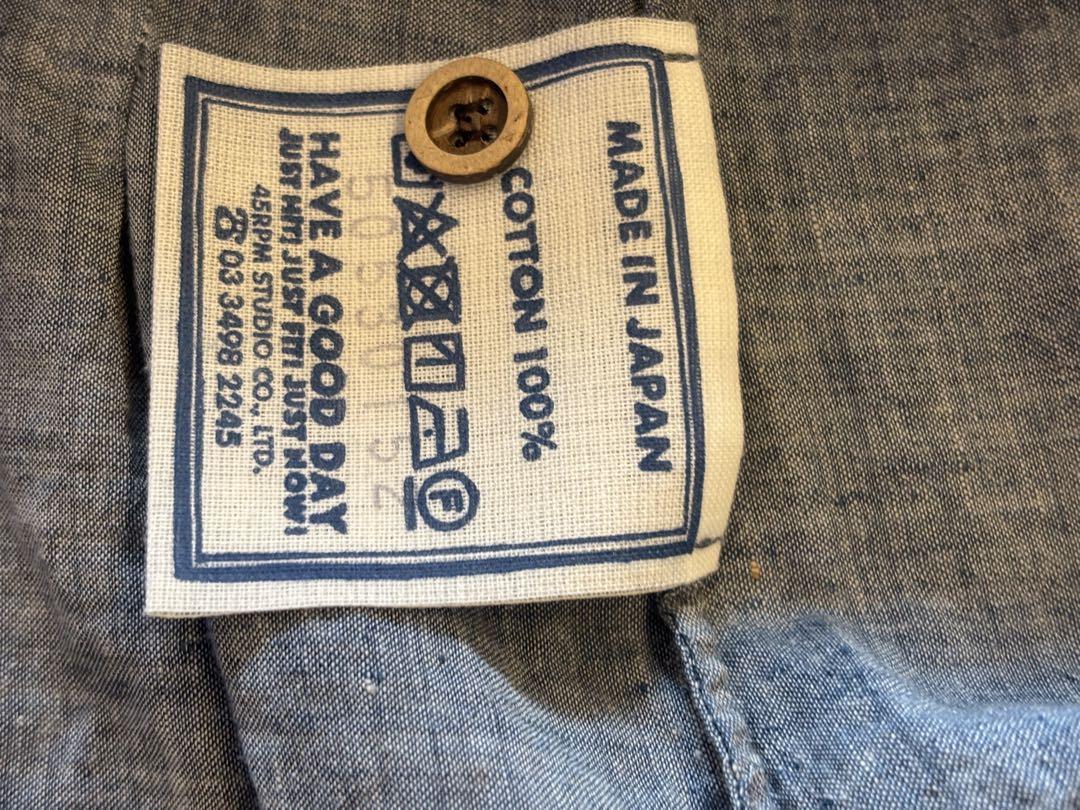 MADE IN JAPAN
COTTON 100%
F
HAVE A GOOD DAY
JUST HIT! JUST FIT! JUST NOW!
45RPM STUDIO CO., LTD.
☎03 3498 2245